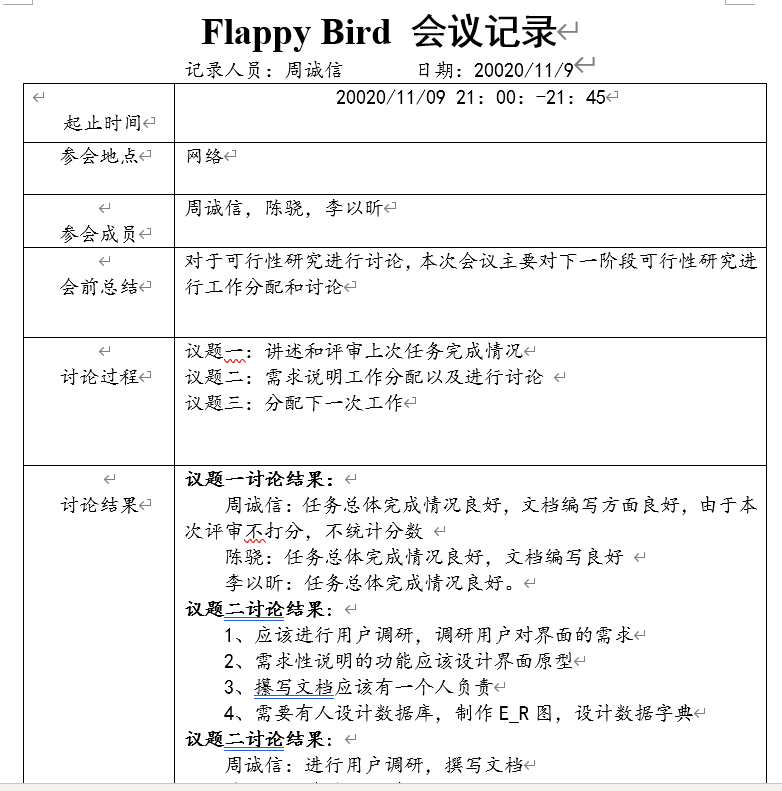 Flappy Bird 会议记录
记录人员：周诚信 日期：20020/11/9
起止时间
20020/11/09 21：00：-21：45
参会地点
网络
参会成员
周诚信，陈骁，李以昕
会前总结
对于可行性研究进行讨论，本次会议主要对下一阶段可行性研究进
行工作分配和讨论
讨论过程
议题一：讲述和评审上次任务完成情况
议题二：需求说明工作分配以及进行讨论
议题三：分配下一次工作
讨论结果
议题一讨论结果：
周诚信：任务总体完成情况良好，文档编写方面良好，由于本
次评审不打分，不统计分数
陈骁：任务总体完成情况良好，文档编写良好
李以昕：任务总体完成情况良好。
议题二讨论结果：
1、应该进行用户调研，调研用户对界面的需求
2、需求性说明的功能应该设计界面原型
3、撰写文档应该有一个人负责
4、需要有人设计数据库，制作 E_R 图，设计数据字典
议题二讨论结果：
周诚信：进行用户调研，撰写文档